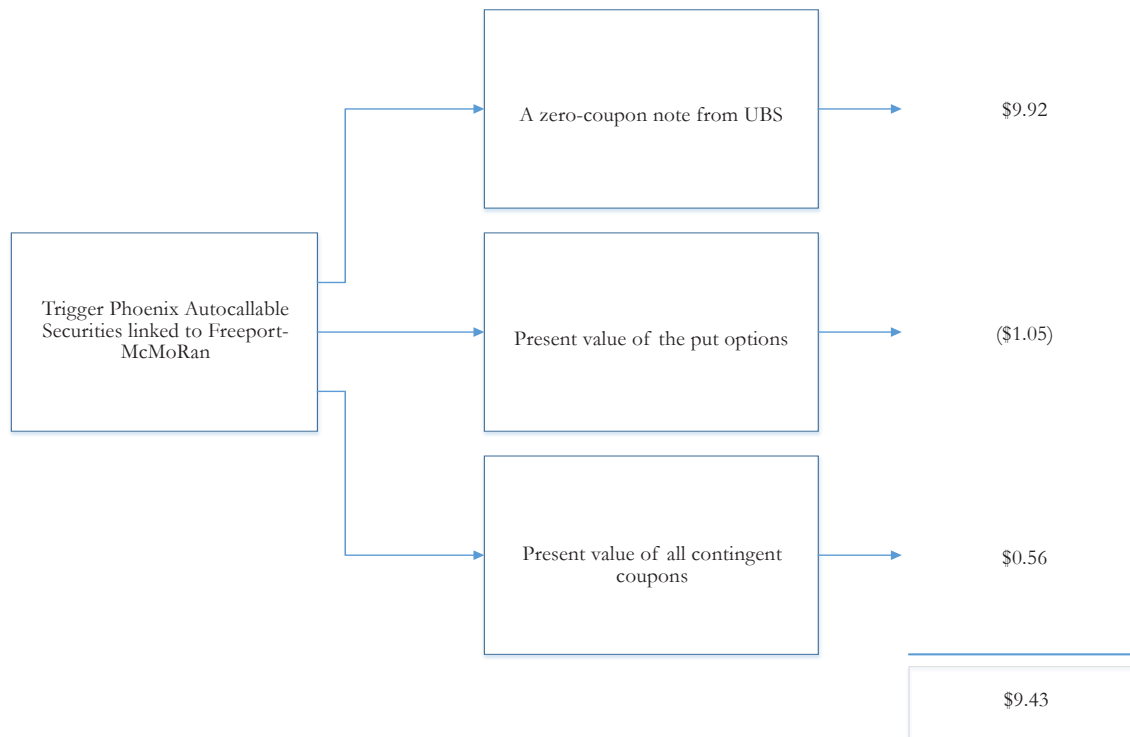 A zero-coupon note from UBS
$9.92
Trigger Phoenix Autocallable
Securities linked to Freeport-
McMoRan
Present value of the put options
($1.05)
Present value of all contingent
coupons
$0.56
$9.43